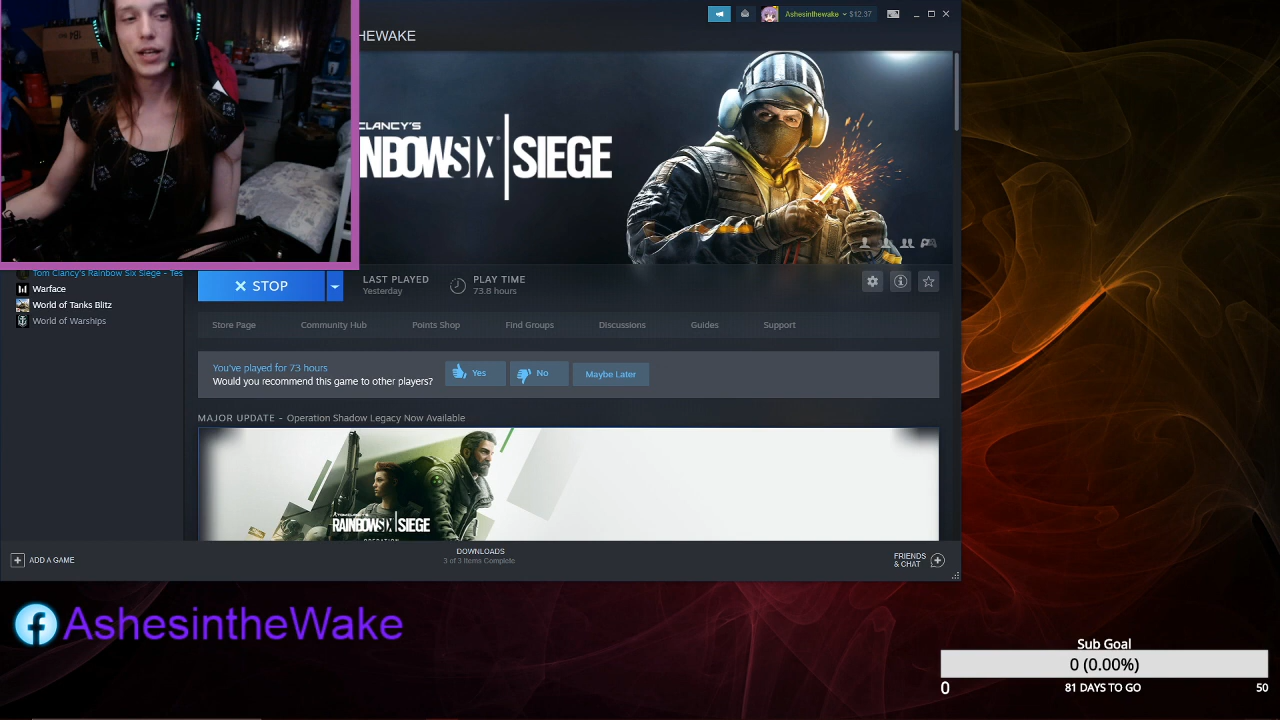 Ashesinthewake
$12.37
HEWAKE
CLANCY'S
NBOWSIX SIEGE
Tom Clancy's Rainbow Six Siege - Tes
Warface
World of Tanks Blitz
World of Warships
STOP
LAST PLAYED
Yesterday
PLAY TIME
73.8 hours
Store Page
Community Hub
Points Shop
Find Groups
Discussions
Guides
Support
You've played for 73 hours
Would you recommend this game to other players?
Yes
No
Maybe Later
MAJOR UPDATE - Operation Shadow Legacy Now Available
RAINBOWSIX SIEGE
OPERATION
ADD A GAME
DOWNLOADS
3 of 3 Items Complete
FRIENDS
& CHAT
AshesintheWake
Sub Goal
0 (0.00%)
0
81 DAYS TO GO
50